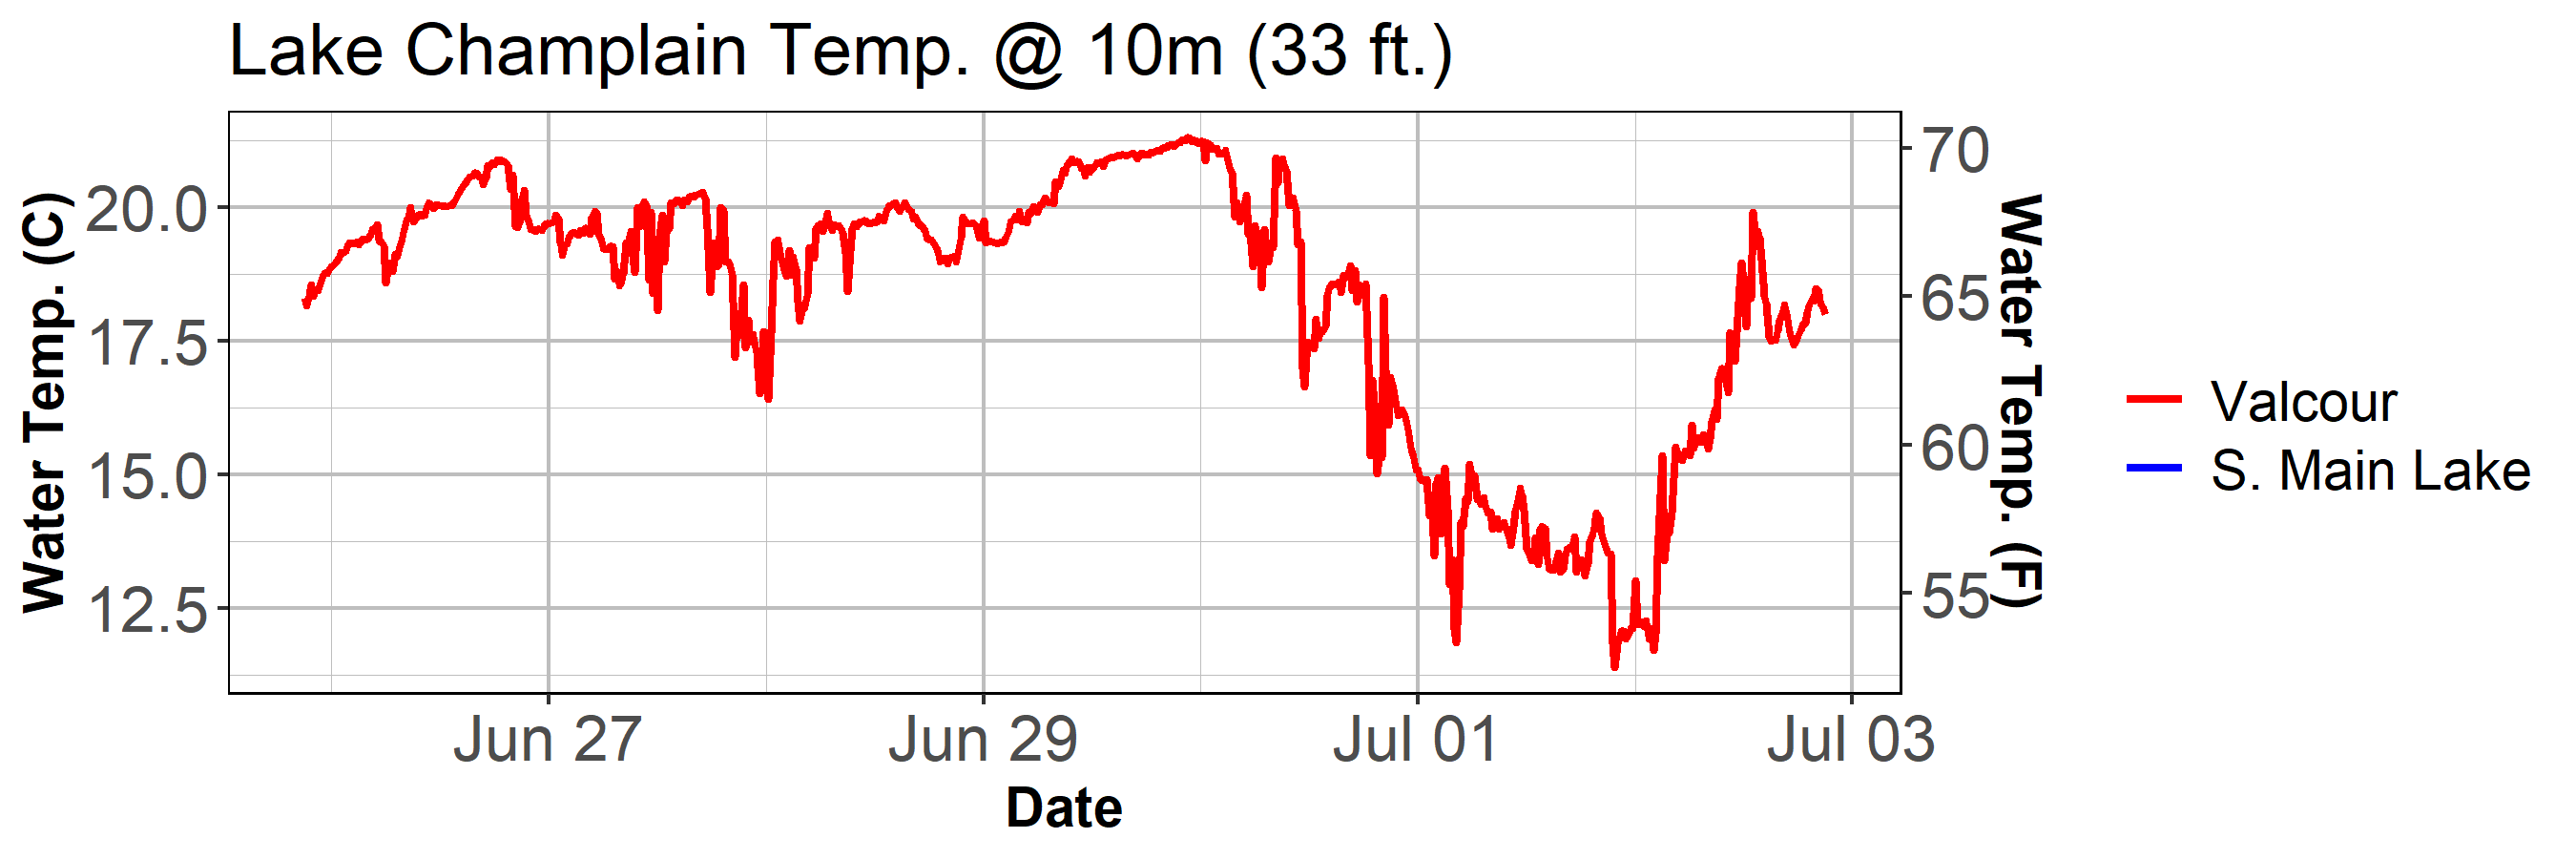 Lake Champlain Temp. @ 10m (33 ft.)
Water Temp. (C)
20.0
17.5
15.0
12.5
70
65
60
55
Water Temp. (F)
Jun 27
Jun 29
Jul 01
Jul 03
Date
Valcour
S. Main Lake